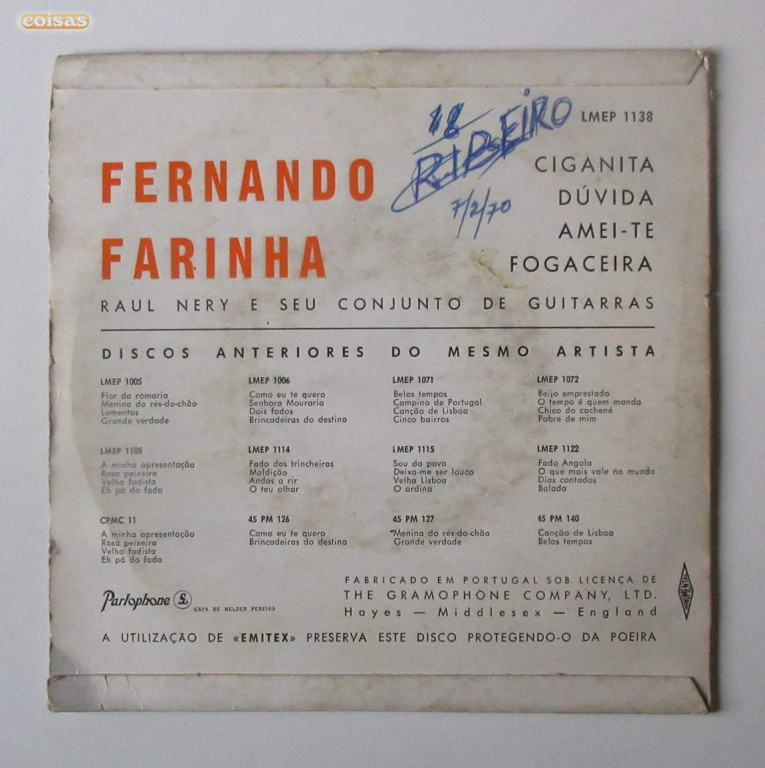 coisas
18
RIBEIRO
7/2/70
LMEP 1138
FERNANDO
FARINHA
CIGANITA
DÚVIDA
AMEI-TE
FOGACEIRA
RAUL NERY E SEU CONJUNTO DE GUITARRAS
DISCOS ANTERIORES DO MESMO ARTISTA
LMEP 1005
Flor da romaria
Menina do rés-do-chão
Lamentos
Grande verdade
LMEP 1006
Como eu te quero
Senhora Mouraria
Dois fados
Brincadeiras do destino
LMEP 1071
Belos tempos
Campino de Portugal
Canção de Lisboa
Cinco bairros
LMEP 1072
Beijo emprestado
O tempo é quem manda
Chico do cachené
Pobre de mim
LMEP 1105
A minha apresentação
Rosa peixeira
Velho fadista
Eh pá do fado
LMEP 1114
Fado das trincheiras
Maldição
Andas a rir
O teu olhar
LMEP 1115
Sou do povo
Deixa-me ser louco
Velha Lisboa
O ardina
LMEP 1122
Fado Angola
O que mais vale no mundo
Dias contados
Balada
CPMC 11
A minha apresentação
Rosa peixeira
Velho fadista
Eh pá do fado
45 PM 126
Como eu te quero
Brincadeiras do destino
45 PM 127
Menina do rés-do-chão
Grande verdade
45 PM 140
Canção de Lisboa
Belos tempos
FABRICADO EM PORTUGAL SOB LICENÇA DE
THE GRAMOPHONE COMPANY, LTD.
Hayes — Middlesex — England
Parlophone
CAPA DE HELDER PEREIRA
A UTILIZAÇÃO DE «EMITEX» PRESERVA ESTE DISCO PROTEGENDO-O DA POEIRA